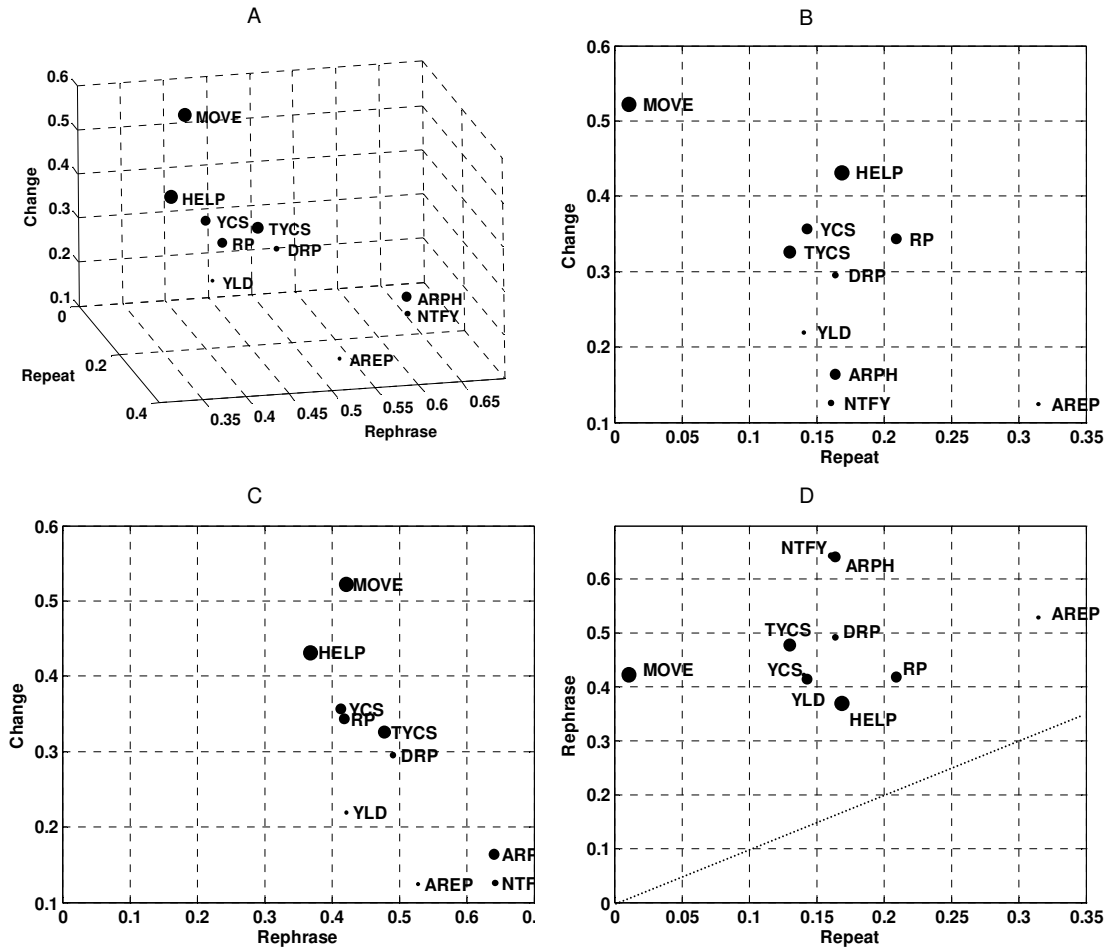 A
0.6
0.5
0.4
0.3
0.2
0.1
Change
MOVE
HELP
YCS
TYCS
RP
DRP
YLD
ARPH
NTFY
AREP
0
0.2
0.4
Repeat
0.35
0.4
0.45
0.5
0.55
0.6
0.65
Rephrase
B
0.6
0.5
0.4
0.3
0.2
0.1
Change
MOVE
HELP
YCS
RP
TYCS
DRP
YLD
ARPH
NTFY
AREP
0 0.05 0.1 0.15 0.2 0.25 0.3 0.35
Repeat
C
0.6
0.5
0.4
0.3
0.2
0.1
Change
MOVE
HELP
YCS
RP
TYCS
DRP
YLD
ARP
AREP
NTF
0 0.1 0.2 0.3 0.4 0.5 0.6 0.
Rephrase
D
0.6
0.5
0.4
0.3
0.2
0.1
0
Rephrase
NTFY
ARPH
AREP
TYCS
DRP
MOVE
YCS
RP
YLD
HELP
0 0.05 0.1 0.15 0.2 0.25 0.3 0.35
Repeat